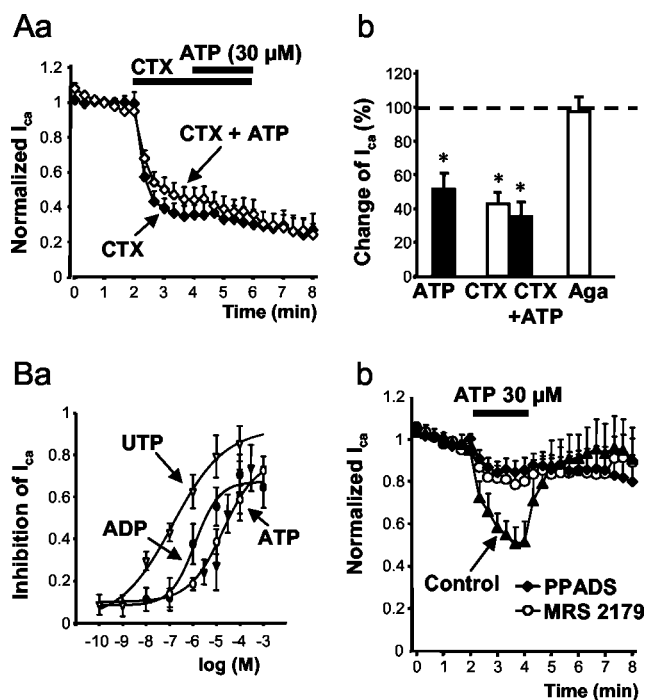 Aa
ATP (30 µM)
CTX
1.2
1
0.8
0.6
0.4
0.2
0
Normalized Ica
CTX + ATP
CTX
0 1 2 3 4 5 6 7 8
Time (min)
b
120
100
80
60
40
20
0
Change of Ica (%)
*
*
*
ATP CTX CTX Aga
+ATP
Ba
1
0.8
0.6
0.4
0.2
0
Inhibition of Ica
UTP
ADP
ATP
-10 -9 -8 -7 -6 -5 -4 -3
log (M)
b
ATP 30 µM
1.2
1
0.8
0.6
0.4
0.2
0
Normalized Ica
Control
PPADS
MRS 2179
0 1 2 3 4 5 6 7 8
Time (min)